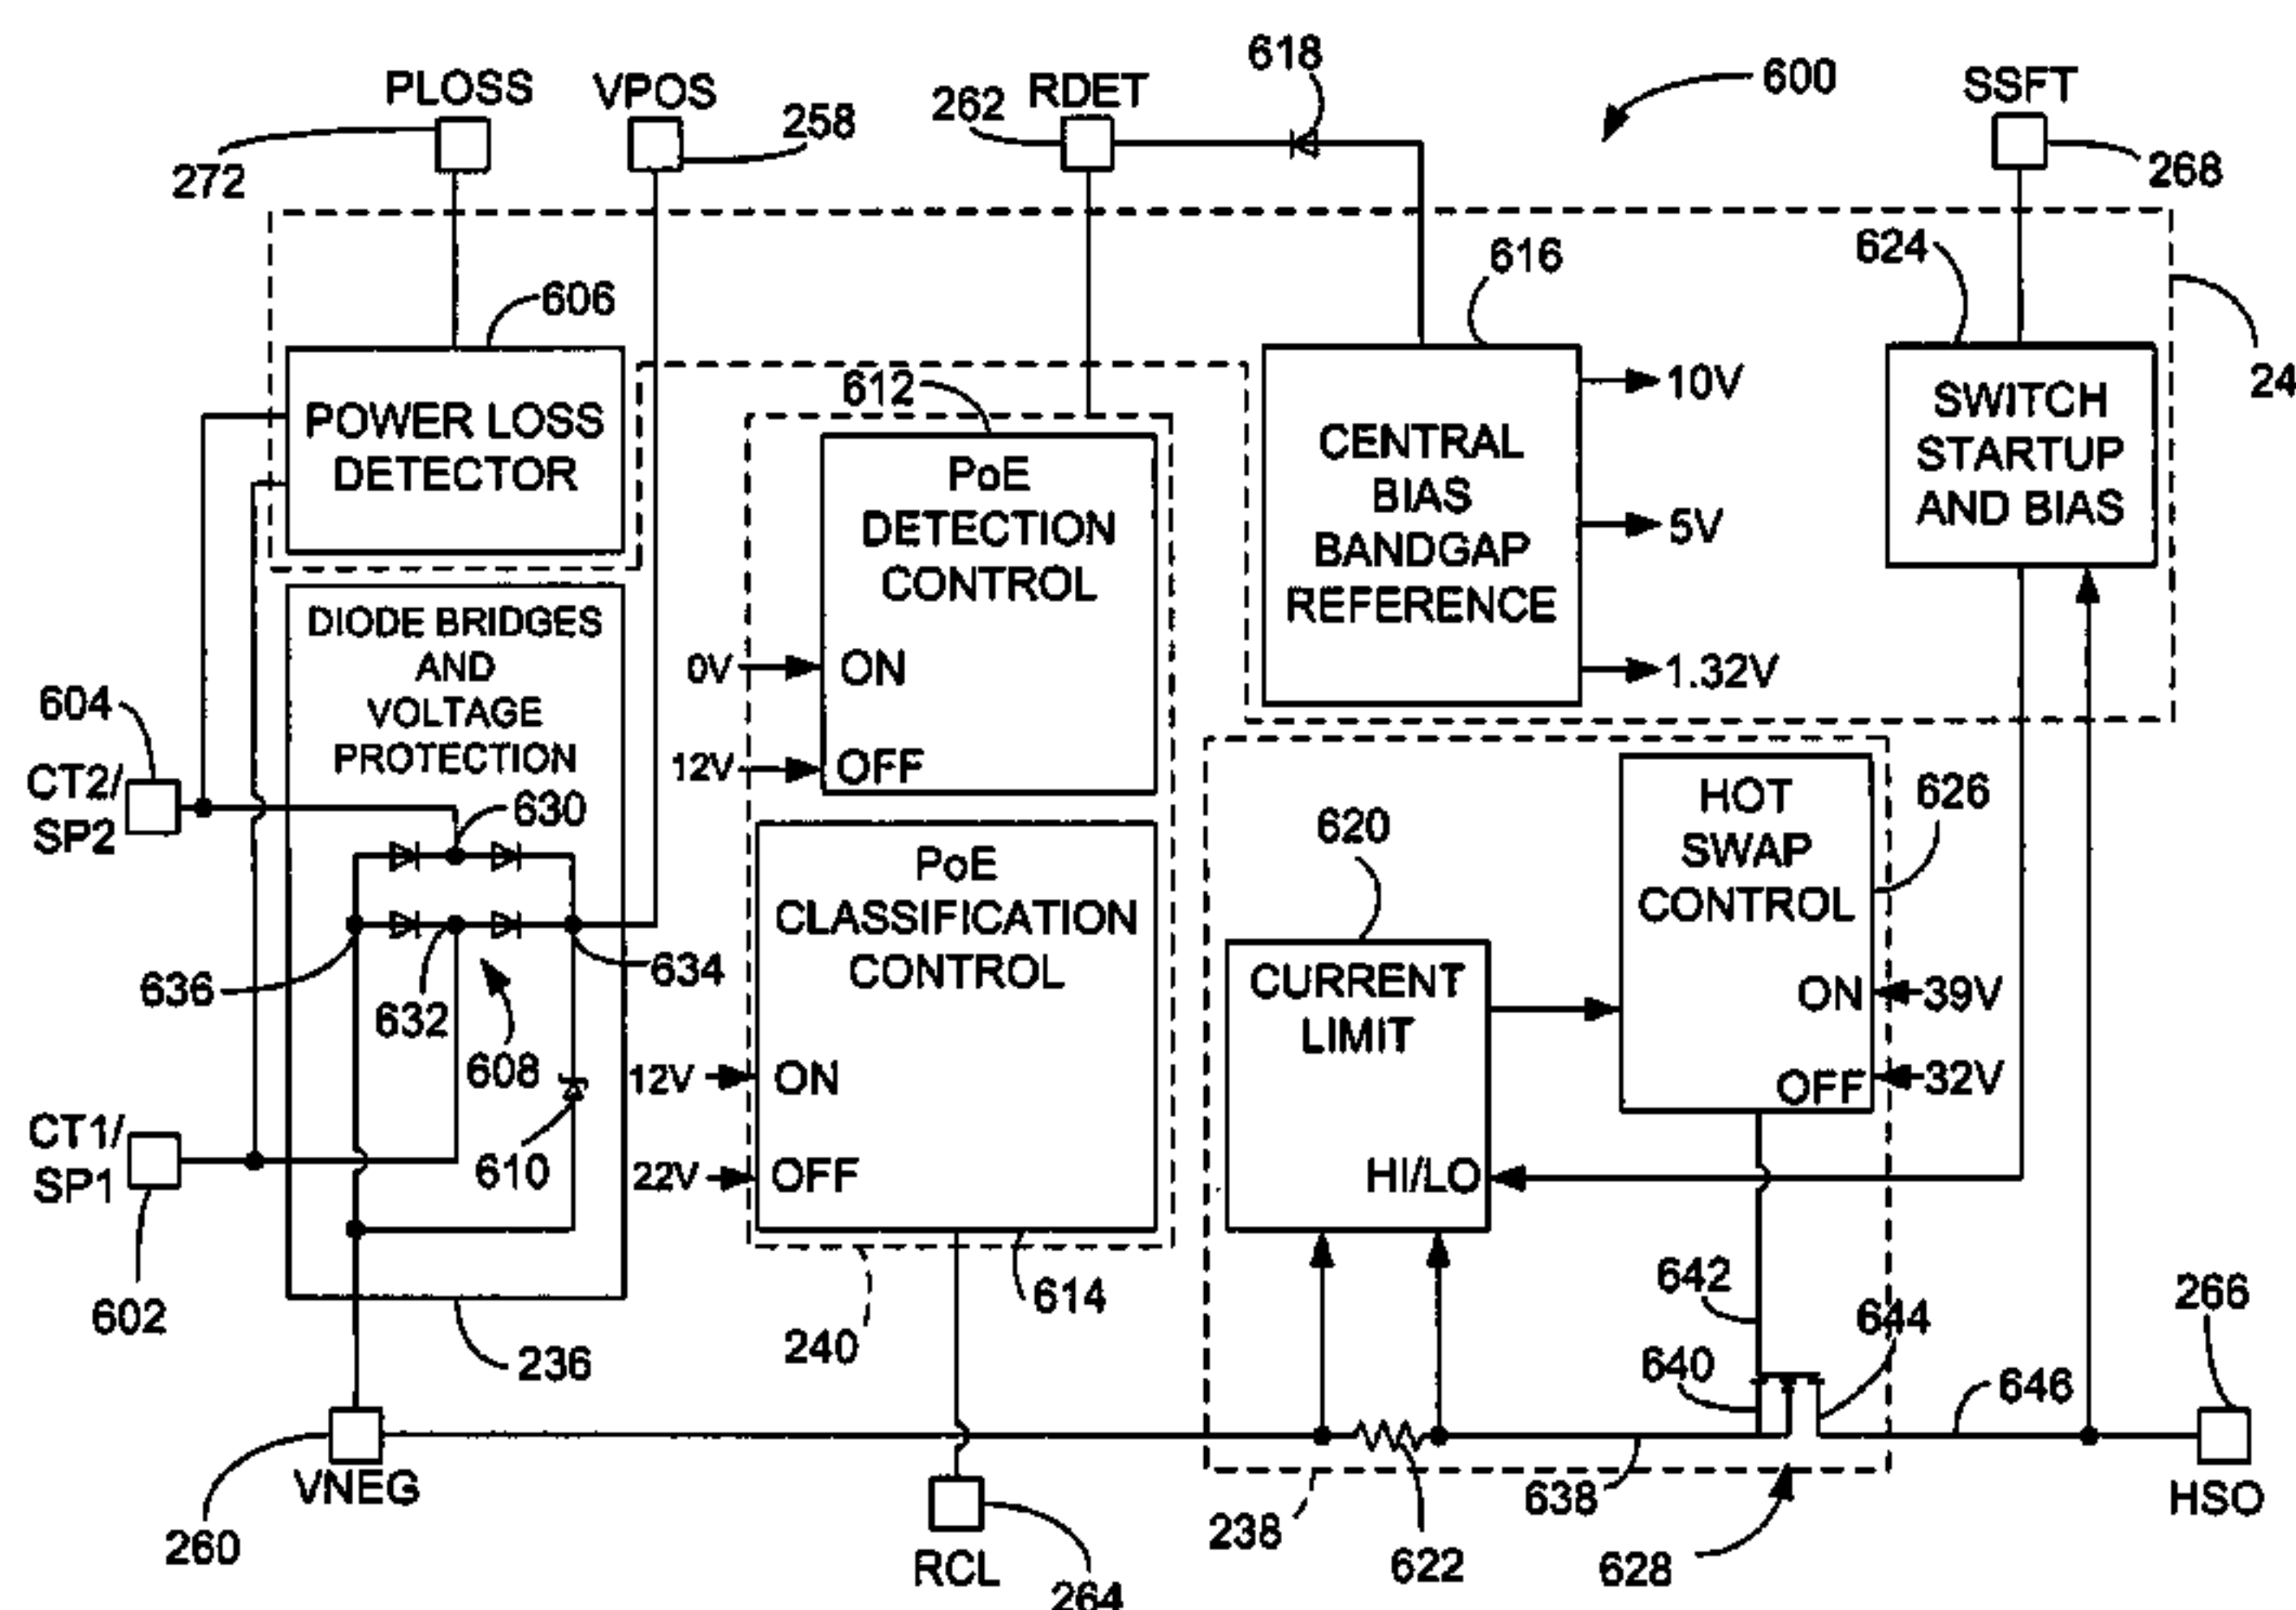 618
PLOSS
VPOS
RDET
600
SSFT
258
262
272
268
606
616
624
24
POWER LOSS
DETECTOR
612
PoE
DETECTION
CONTROL
0V
ON
12V
OFF
CENTRAL
BIAS
BANDGAP
REFERENCE
10V
5V
1.32V
SWITCH
STARTUP
AND BIAS
DIODE BRIDGES
AND
VOLTAGE
PROTECTION
604
CT2/
SP2
630
636
632
634
608
610
CT1/
SP1
602
236
PoE
CLASSIFICATION
CONTROL
12V
ON
22V
OFF
614
240
620
CURRENT
LIMIT
HI/LO
HOT
SWAP
CONTROL
626
ON
39V
OFF
32V
642
644
640
646
266
VNEG
260
RCL
264
238
622
638
628
HSO